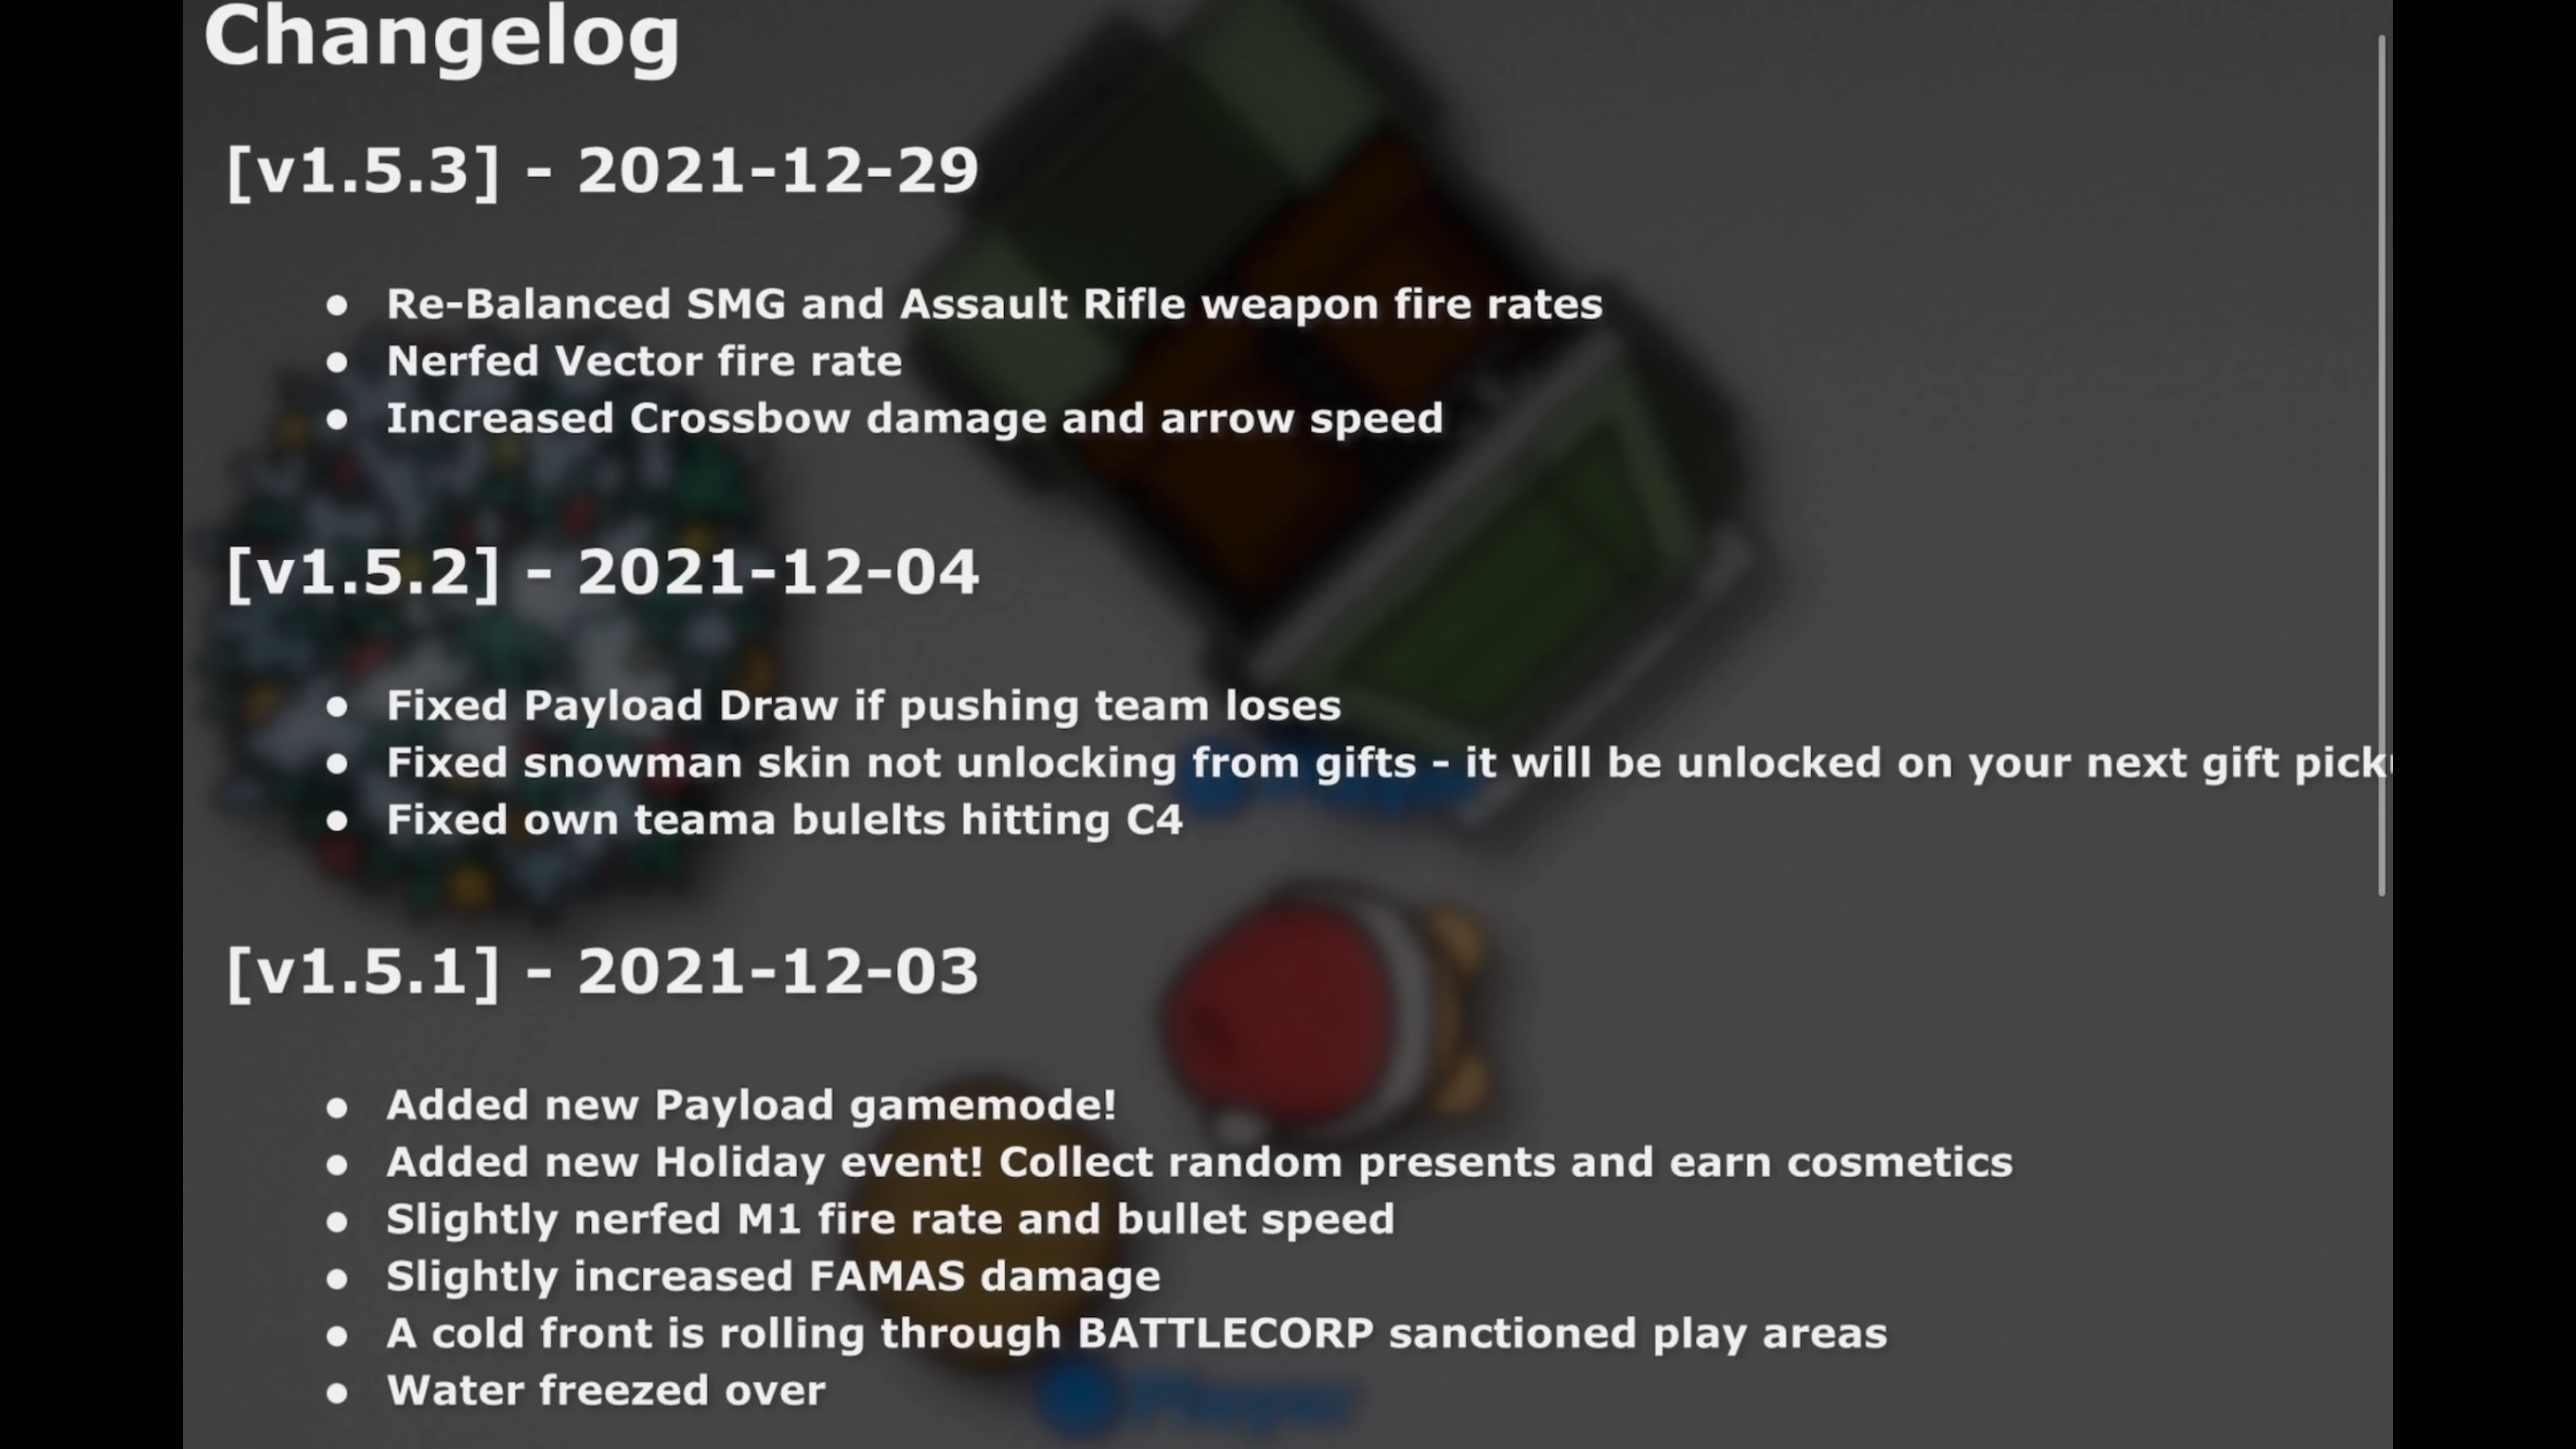 Changelog
[v1.5.3] - 2021-12-29
● Re-Balanced SMG and Assault Rifle weapon fire rates
● Nerfed Vector fire rate
● Increased Crossbow damage and arrow speed
[v1.5.2] - 2021-12-04
● Fixed Payload Draw if pushing team loses
● Fixed snowman skin not unlocking from gifts - it will be unlocked on your next gift
● Fixed own teama bulelts hitting C4
[v1.5.1] - 2021-12-03
● Added new Payload gamemode!
● Added new Holiday event! Collect random presents and earn cosmetics
● Slightly nerfed M1 fire rate and bullet speed
● Slightly increased FAMAS damage
● A cold front is rolling through BATTLECORP sanctioned play areas
● Water freezed over
Player